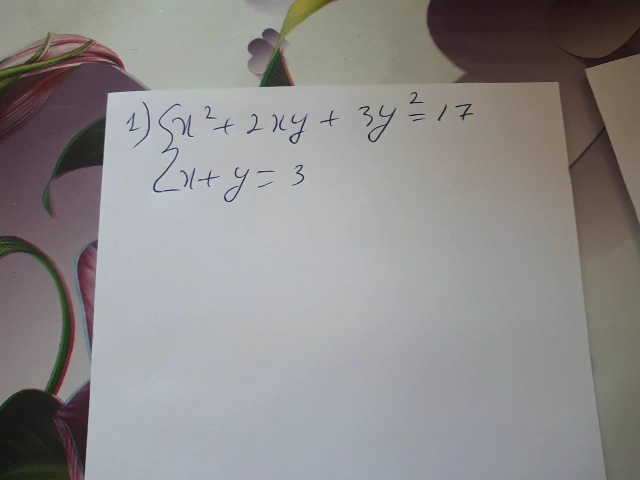 1) { x² + 2xy + 3y² = 17
{ x + y = 3